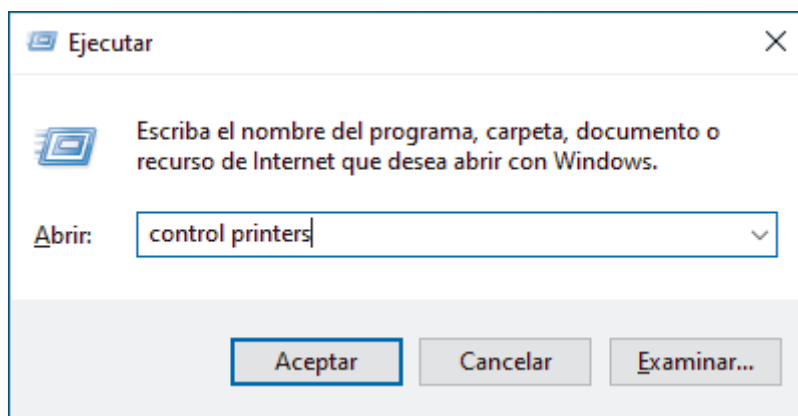 Ejecutar
Escriba el nombre del programa, carpeta, documento o
recurso de Internet que desea abrir con Windows.
Abrir: control printers
Aceptar Cancelar Examinar...